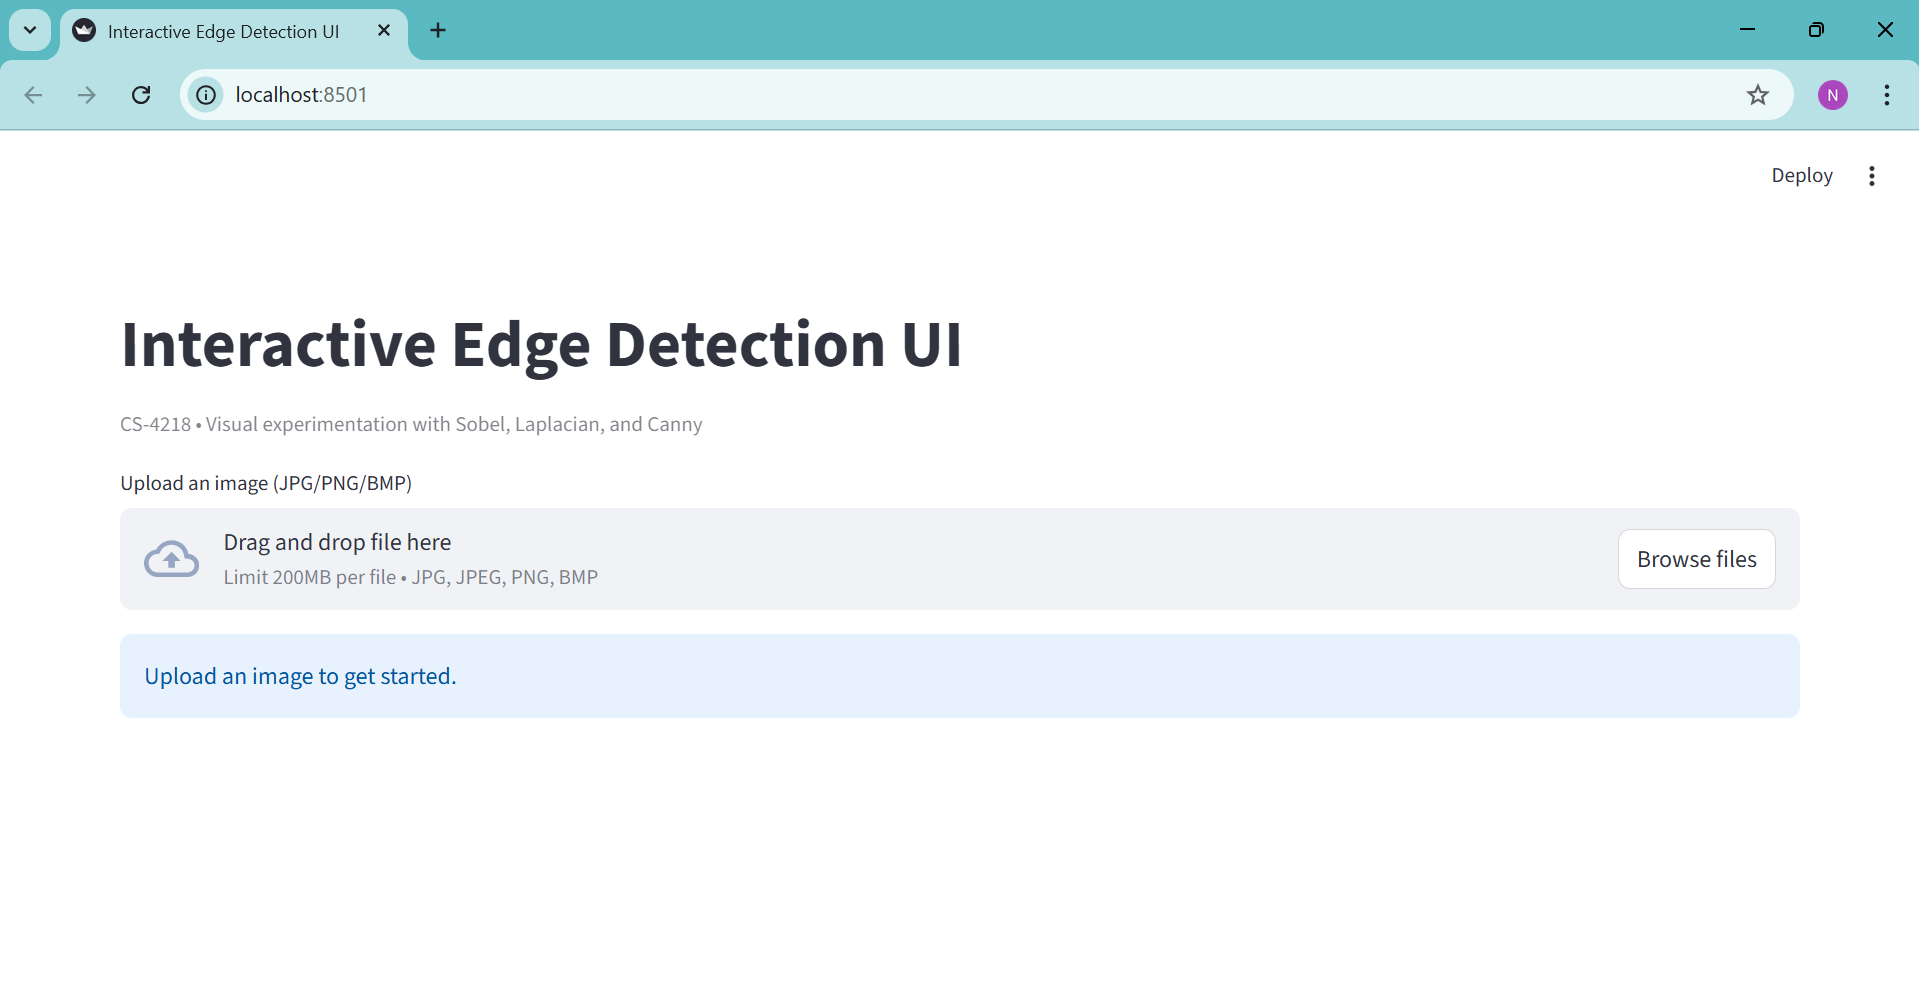 Interactive Edge Detection UI
localhost:8501
N
Deploy
Interactive Edge Detection UI
CS-4218 • Visual experimentation with Sobel, Laplacian, and Canny
Upload an image (JPG/PNG/BMP)
Drag and drop file here
Limit 200MB per file • JPG, JPEG, PNG, BMP
Browse files
Upload an image to get started.